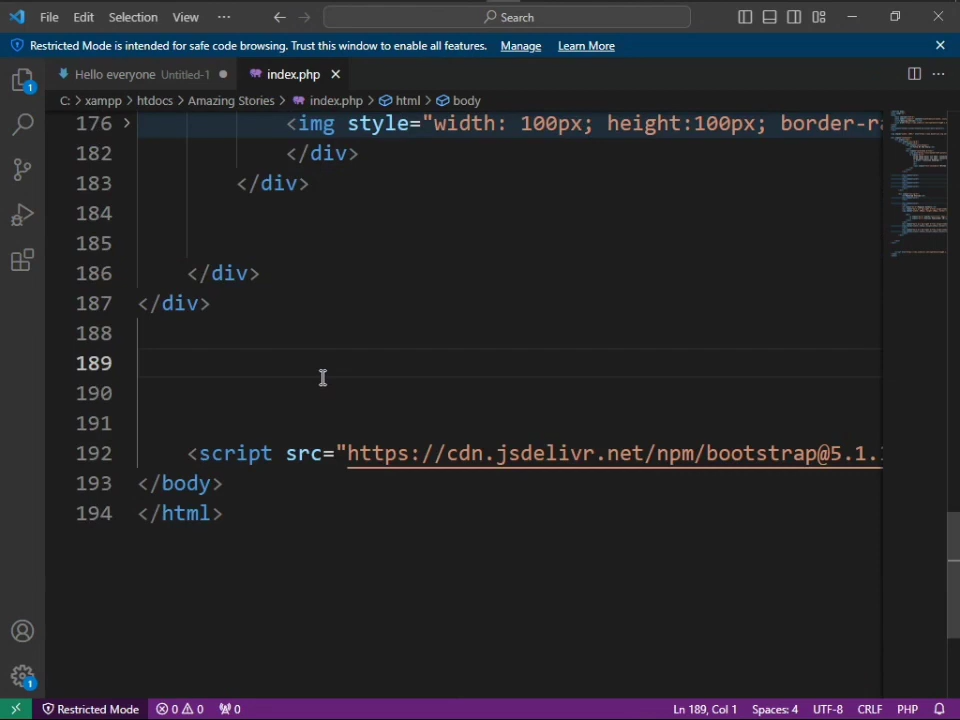 File Edit Selection View ··· Search
Restricted Mode is intended for safe code browsing. Trust this window to enable all features. Manage Learn More
Hello everyone Untitled-1 index.php
C: > xampp > htdocs > Amazing Stories > index.php > html > body
176 <img style="width: 100px; height:100px; border-ra
182 </div>
183 </div>
184
185
186 </div>
187 </div>
188
189
190
191
192 <script src="https://cdn.jsdelivr.net/npm/bootstrap@5.1.1
193 </body>
194 </html>
1
1
Restricted Mode 0 0 0 Ln 189, Col 1 Spaces: 4 UTF-8 CRLF PHP